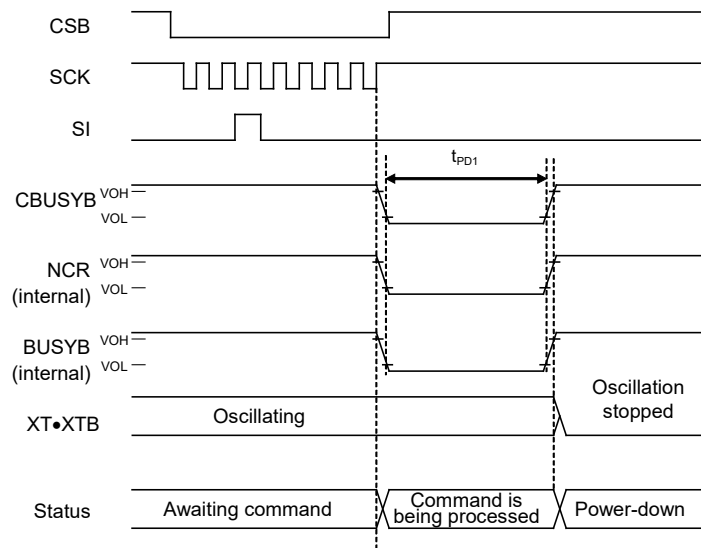 CSB
SCK
SI
tPD1
CBUSYB
VOH
VOL
NCR
(internal)
VOH
VOL
BUSYB
(internal)
VOH
VOL
XT•XTB
Oscillating
Oscillation
stopped
Status
Awaiting command
Command is
being processed
Power-down